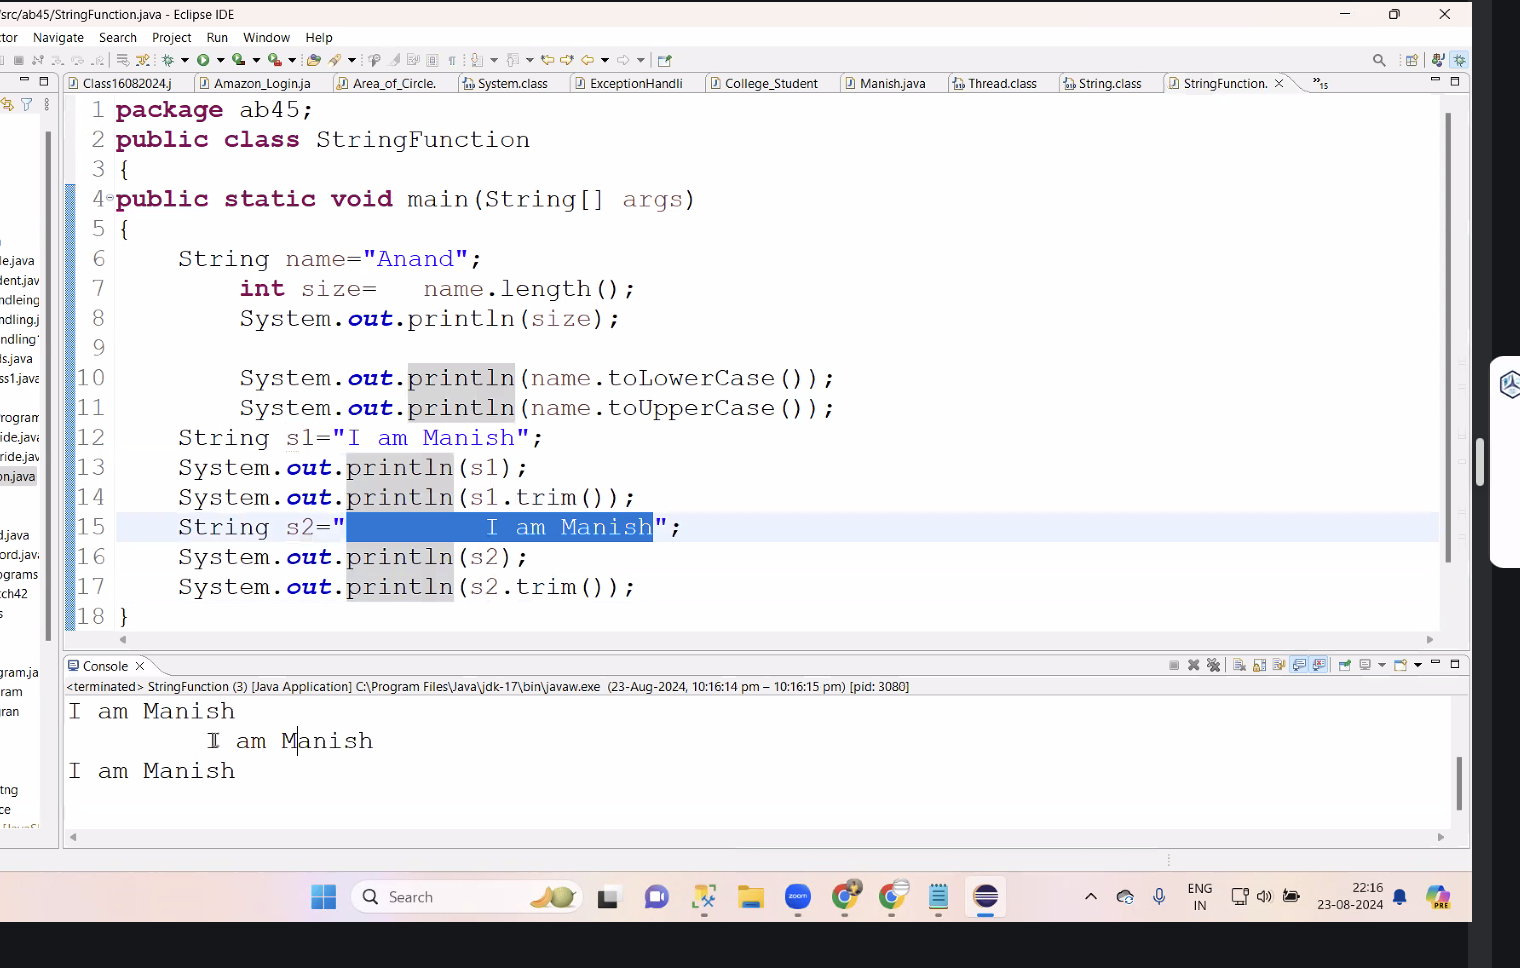 /src/ab45/StringFunction.java - Eclipse IDE
tor Navigate Search Project Run Window Help
Class16082024.j Amazon_Login.ja Area_of_Circle. System.class ExceptionHandli College_Student Manish.java Thread.class String.class StringFunction. 15
1 package ab45;
2 public class StringFunction
3 {
4 public static void main(String[] args)
5 {
6 String name="Anand";
7 int size= name.length();
8 System.out.println(size);
9
10 System.out.println(name.toLowerCase());
11 System.out.println(name.toUpperCase());
12 String s1="I am Manish";
13 System.out.println(s1);
14 System.out.println(s1.trim());
15 String s2="         I am Manish";
16 System.out.println(s2);
17 System.out.println(s2.trim());
18 }
le.java
dent.jav
ndleing
ndling.j
ndling'
ls.java
ss1.java
rogram
ide.java
ride.jav
on.java
d.java
ord.jav
ograms
tch42
s
gram.ja
ram
gran
tng
ce
Console
<terminated> StringFunction (3) [Java Application] C:\Program Files\Java\jdk-17\bin\javaw.exe (23-Aug-2024, 10:16:14 pm – 10:16:15 pm) [pid: 3080]
I am Manish
         I am Manish
I am Manish
Search
zoom
ENG
IN
22:16
23-08-2024
PRE